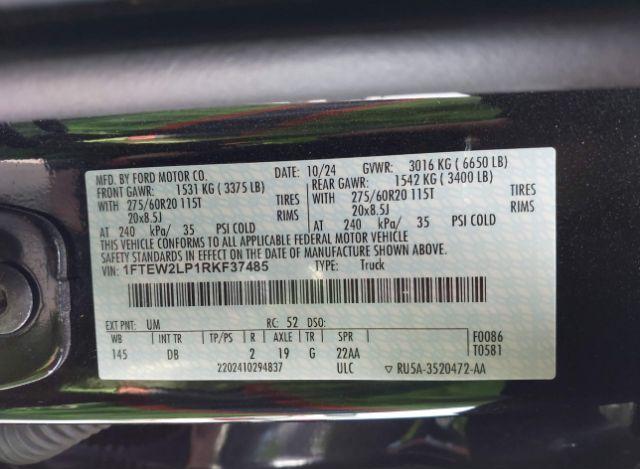 MFD. BY FORD MOTOR CO. DATE: 10/24 GVWR: 3016 KG ( 6650 LB)
FRONT GAWR: 1531 KG ( 3375 LB) REAR GAWR: 1542 KG ( 3400 LB)
WITH 275/60R20 115T TIRES WITH 275/60R20 115T TIRES
20x8.5J RIMS 20x8.5J RIMS
AT 240 kPa/ 35 PSI COLD AT 240 kPa/ 35 PSI COLD
THIS VEHICLE CONFORMS TO ALL APPLICABLE FEDERAL MOTOR VEHICLE
SAFETY STANDARDS IN EFFECT ON THE DATE OF MANUFACTURE SHOWN ABOVE.
VIN: 1FTEW2LP1RKF37485 TYPE: Truck
EXT PNT: UM RC: 52 DSO:
WB INT TR TP/PS R AXLE TR SPR F0086
145 DB 2 19 G 22AA T0581
2202410294837 ULC ▽ RU5A-3520472-AA